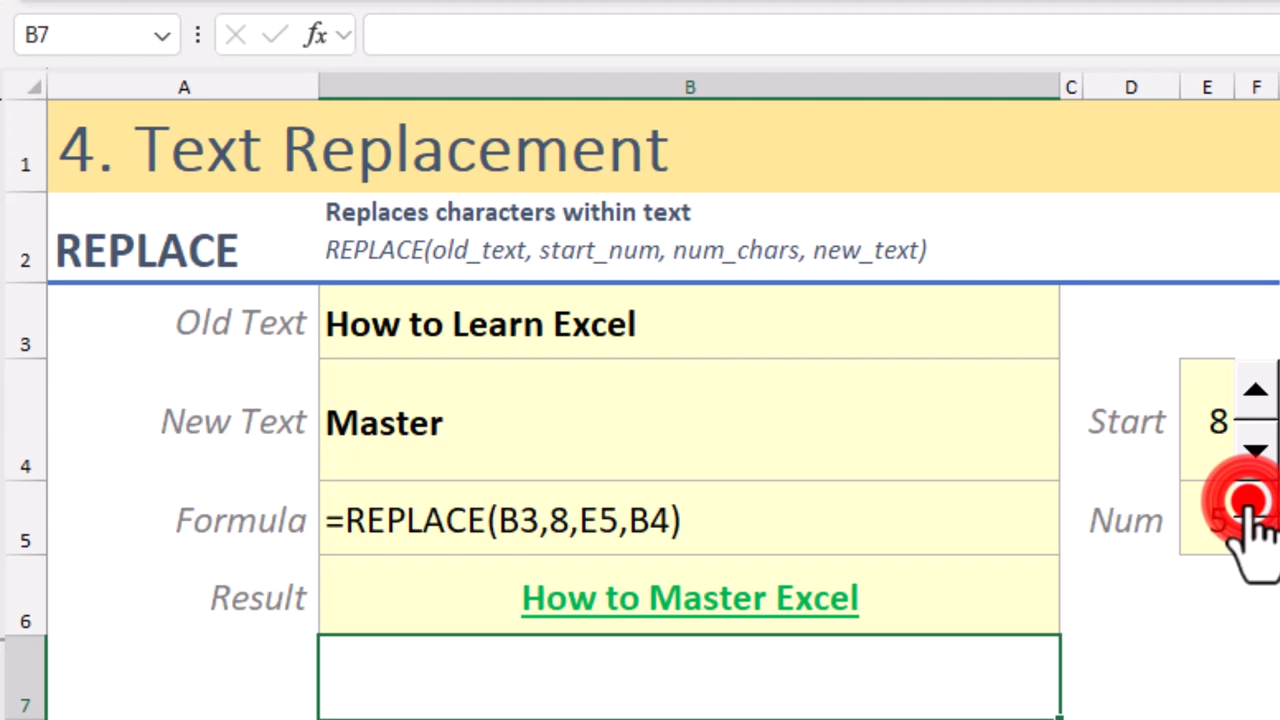 B7
fx
A B C D E F
1 4. Text Replacement
Replaces characters within text
2 REPLACE REPLACE(old_text, start_num, num_chars, new_text)
3 Old Text How to Learn Excel
4 New Text Master Start 8
5 Formula =REPLACE(B3,8,E5,B4) Num 5
6 Result How to Master Excel
7